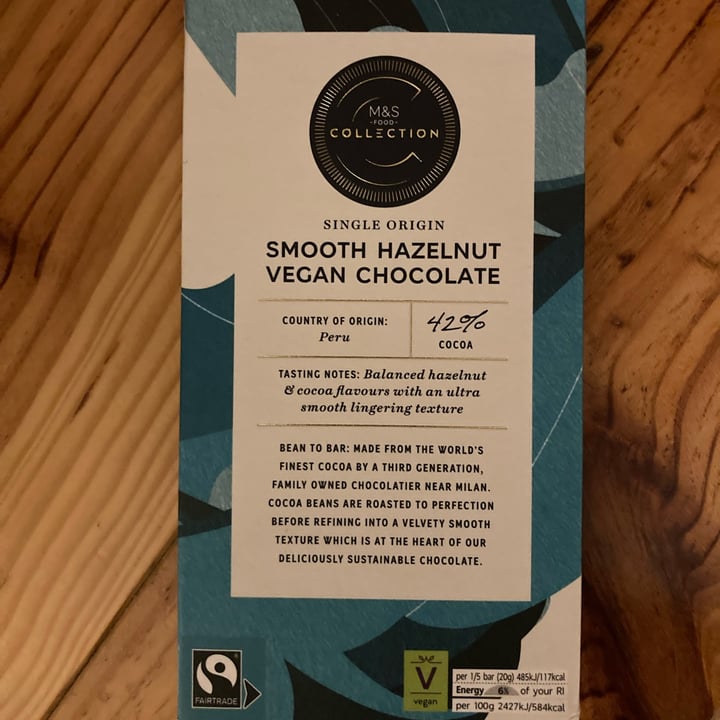 M&S
-FOOD-
COLLECTION
SINGLE ORIGIN
SMOOTH HAZELNUT
VEGAN CHOCOLATE
COUNTRY OF ORIGIN:
Peru
42%
COCOA
TASTING NOTES: Balanced hazelnut
& cocoa flavours with an ultra
smooth lingering texture
BEAN TO BAR: MADE FROM THE WORLD'S
FINEST COCOA BY A THIRD GENERATION,
FAMILY OWNED CHOCOLATIER NEAR MILAN.
COCOA BEANS ARE ROASTED TO PERFECTION
BEFORE REFINING INTO A VELVETY SMOOTH
TEXTURE WHICH IS AT THE HEART OF OUR
DELICIOUSLY SUSTAINABLE CHOCOLATE.
®
FAIRTRADE
V
vegan
per 1/5 bar (20g) 485kJ/117kcal
Energy 6% of your RI
per 100g 2427kJ/584kcal